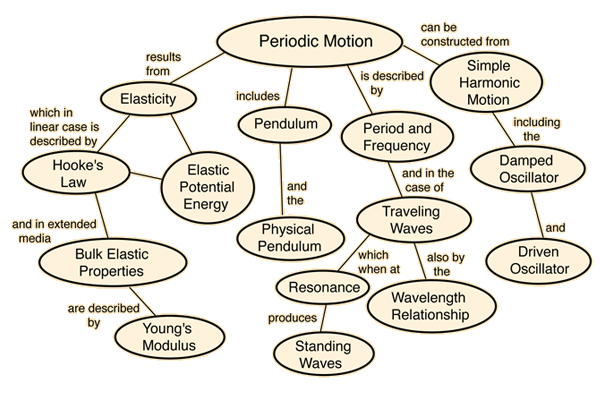 Periodic Motion
results
from
includes
is described
by
can be
constructed from
Elasticity
Pendulum
Period and
Frequency
Simple
Harmonic
Motion
which in
linear case is
described by
including
the
Hooke's
Law
Elastic
Potential
Energy
and
the
and in the
case of
Damped
Oscillator
and in extended
media
Physical
Pendulum
Traveling
Waves
and
Bulk Elastic
Properties
which
when at
also by
the
Driven
Oscillator
Resonance
Wavelength
Relationship
are described
by
produces
Young's
Modulus
Standing
Waves